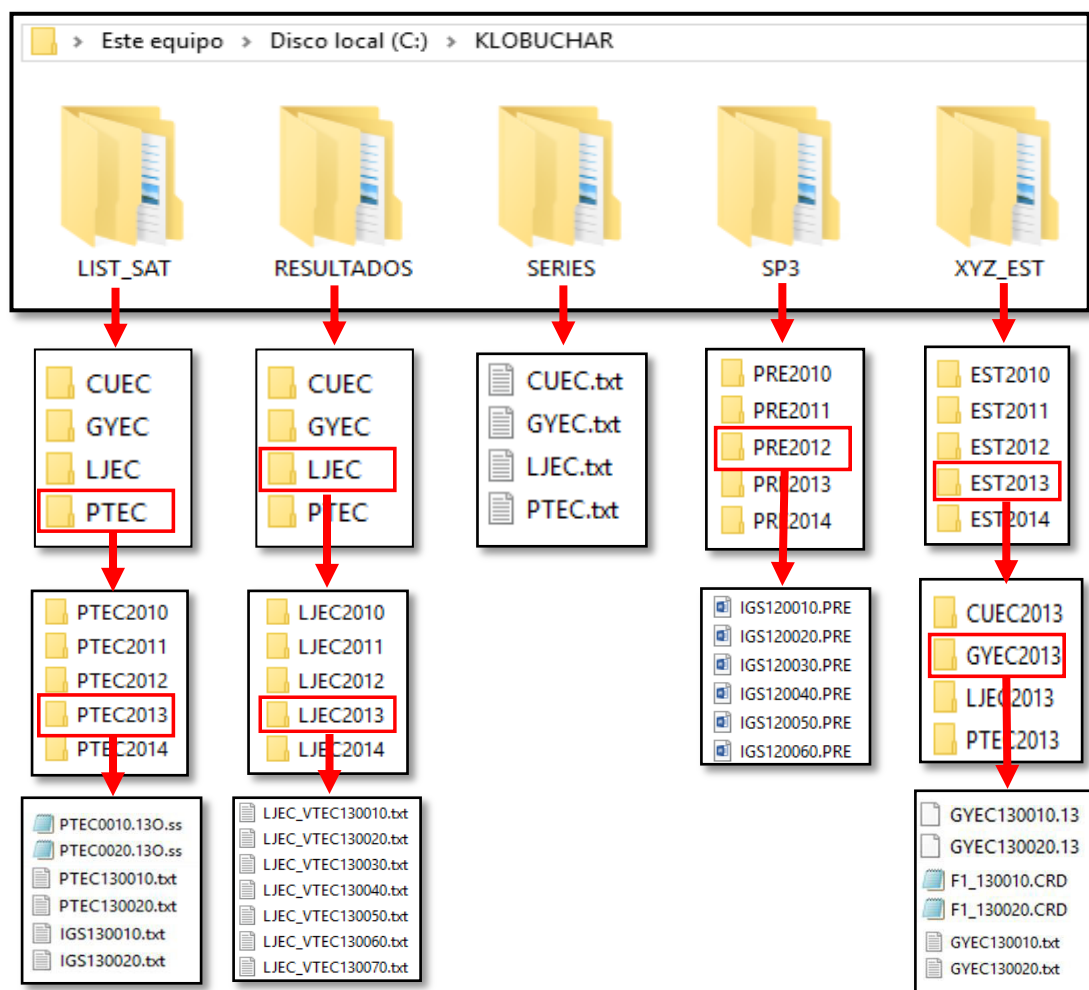 Este equipo > Disco local (C:) > KLOBUCHAR
LIST_SAT
RESULTADOS
SERIES
SP3
XYZ_EST
CUEC
GYEC
LJEC
PTEC
CUEC
GYEC
LJEC
PTEC
CUEC.txt
GYEC.txt
LJEC.txt
PTEC.txt
PRE2010
PRE2011
PRE2012
PRE2013
PRE2014
EST2010
EST2011
EST2012
EST2013
EST2014
PTEC2010
PTEC2011
PTEC2012
PTEC2013
PTEC2014
LJEC2010
LJEC2011
LJEC2012
LJEC2013
LJEC2014
IGS120010.PRE
IGS120020.PRE
IGS120030.PRE
IGS120040.PRE
IGS120050.PRE
IGS120060.PRE
CUEC2013
GYEC2013
LJEC2013
PTEC2013
PTEC0010.13O.ss
PTEC0020.13O.ss
PTEC130010.txt
PTEC130020.txt
IGS130010.txt
IGS130020.txt
LJEC_VTEC130010.txt
LJEC_VTEC130020.txt
LJEC_VTEC130030.txt
LJEC_VTEC130040.txt
LJEC_VTEC130050.txt
LJEC_VTEC130060.txt
LJEC_VTEC130070.txt
GYEC130010.13
GYEC130020.13
F1_130010.CRD
F1_130020.CRD
GYEC130010.txt
GYEC130020.txt